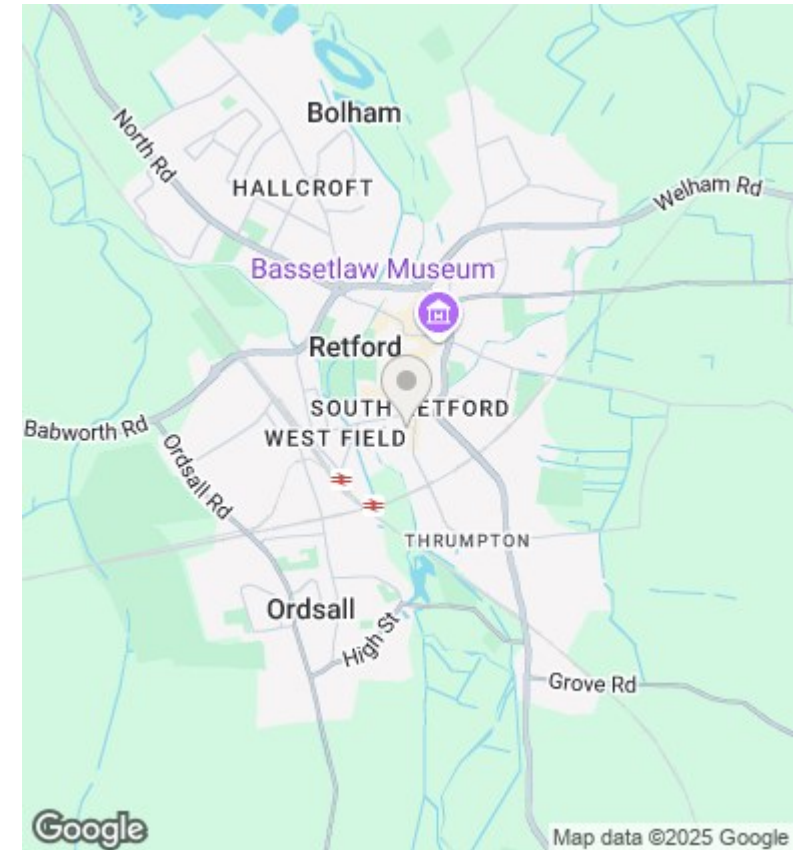 Bolham
North Rd
HALLCROFT
Welham Rd
Bassetlaw Museum
Retford
SOUTH RETFORD
Babworth Rd
WEST FIELD
Ordsall Rd
THRUMPTON
Ordsall
High St
Grove Rd
Google
Map data ©2025 Google